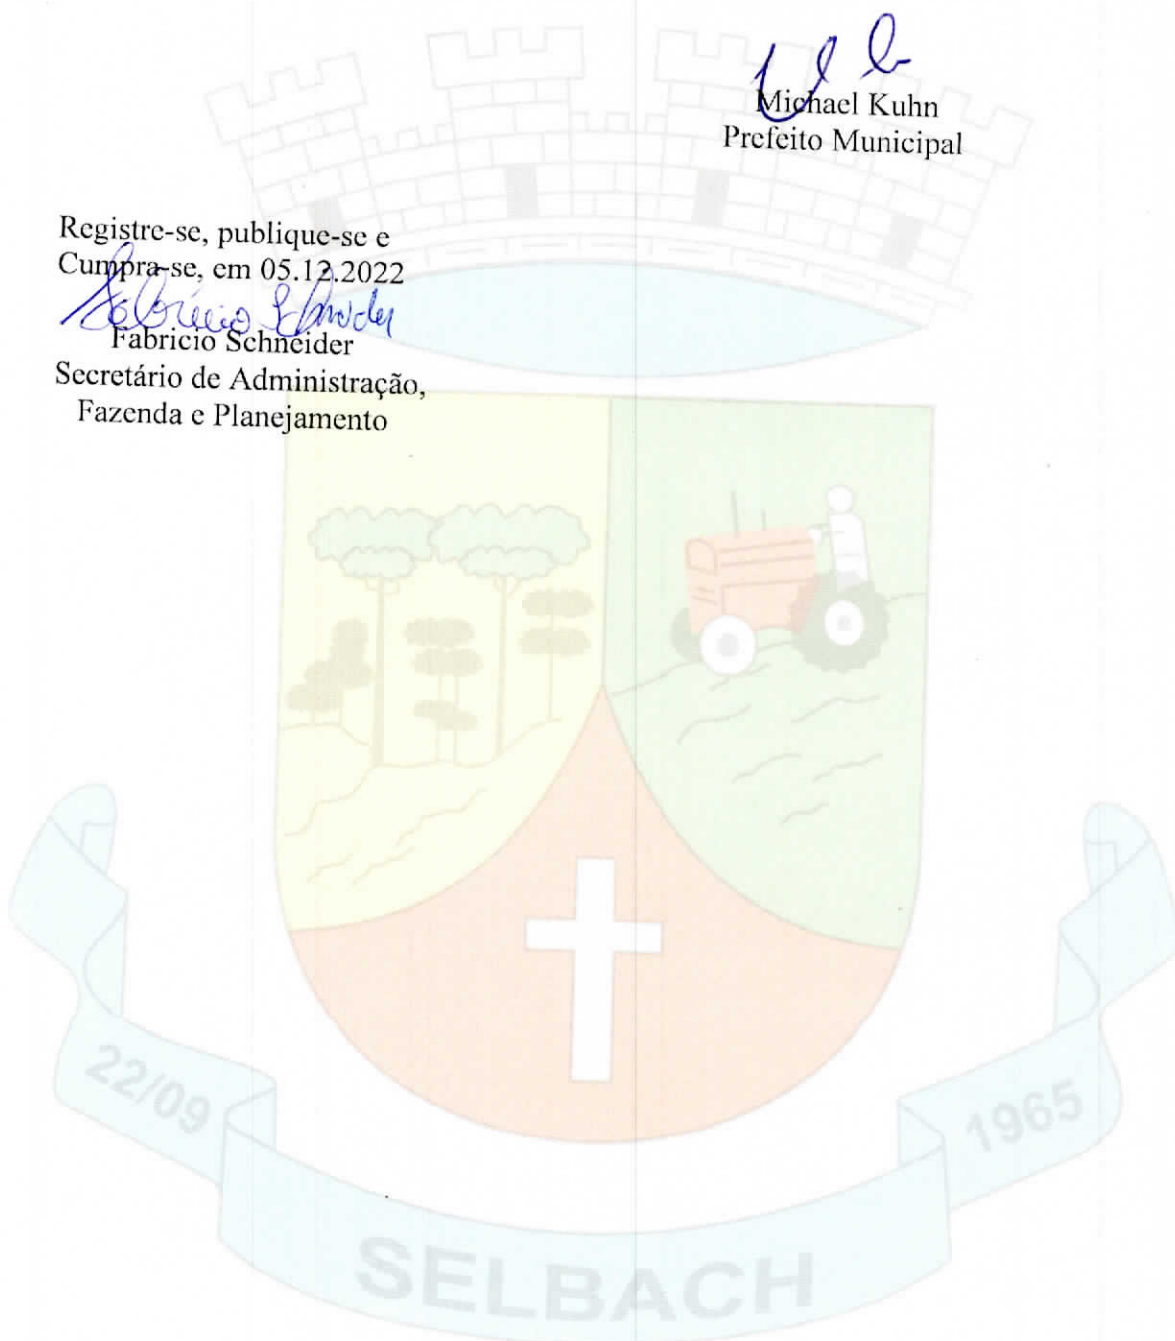 Michael Kuhn
Prefeito Municipal
Registre-se, publique-se e
Cumpra-se, em 05.12.2022
Fabricio Schneider
Secretário de Administração,
Fazenda e Planejamento
22/09
1965
SELBACH